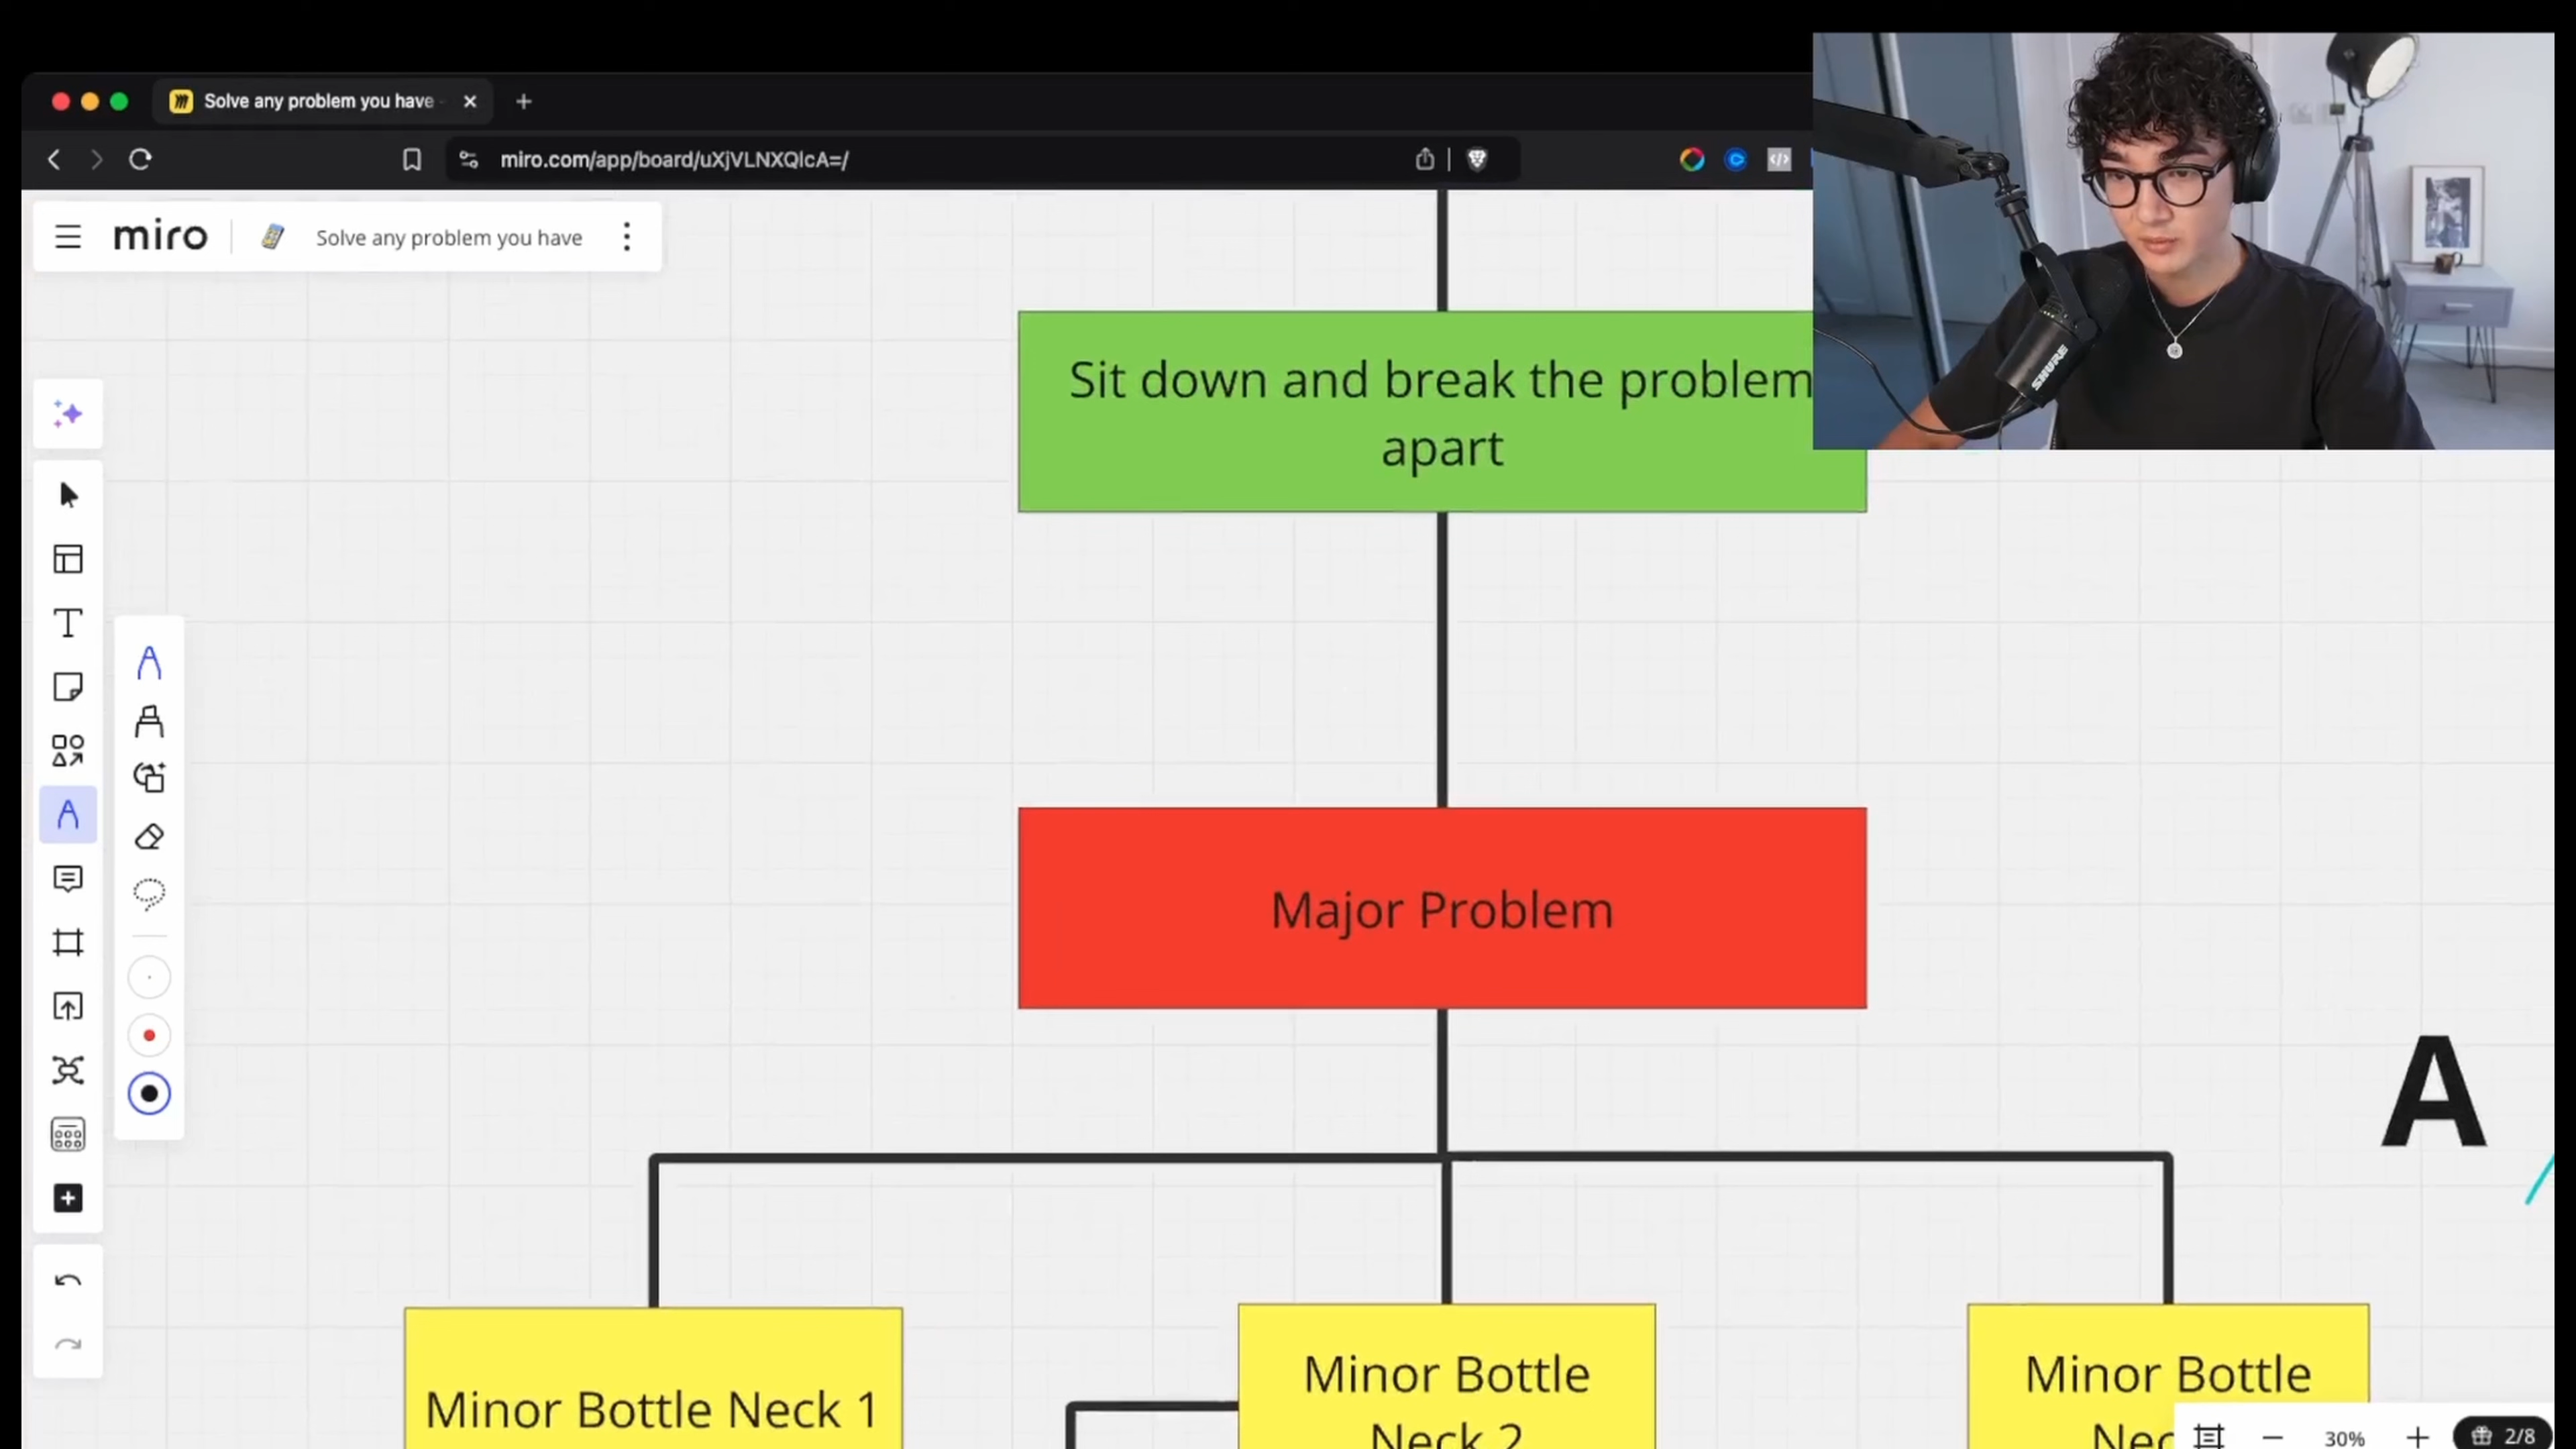 Solve any problem you have
miro.com/app/board/uXjVLNXQlcA=/
miro
Solve any problem you have
Sit down and break the problem
apart
SHURE
Major Problem
A
Minor Bottle Neck 1
Minor Bottle
Neck 2
Minor Bottle
30%
2/8